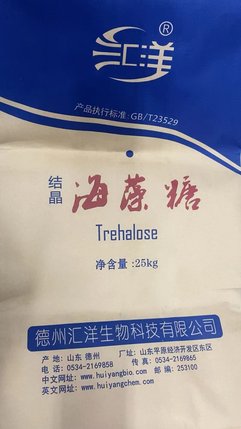 汇洋®
产品执行标准:GB/T23529
结晶
海藻糖
Trehalose
净含量:25kg
德州汇洋生物科技有限公司
产 地:山东 德州 厂址:山东平原经济开发区东区
电 话:0534-2169858 传 真:0534-2169865
中文网址:www.huiyangbio.com 邮 编:253100
英文网址:www.huiyangchem.com